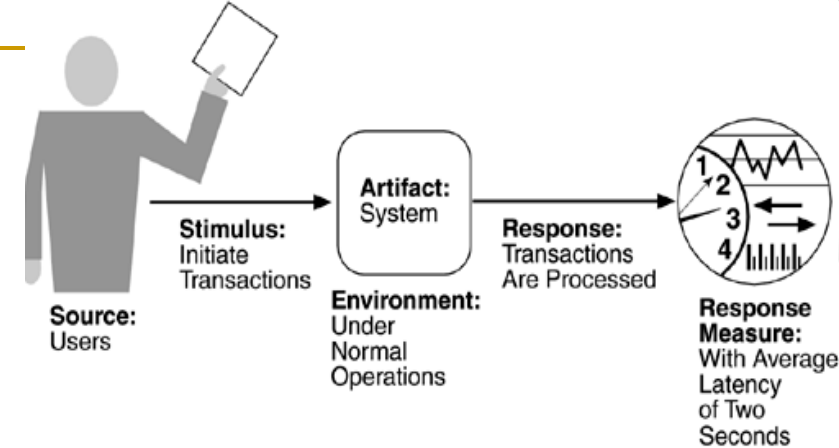 Source:
Users
Stimulus:
Initiate
Transactions
Artifact:
System
Environment:
Under
Normal
Operations
Response:
Transactions
Are Processed
1
2
3
4
Response
Measure:
With Average
Latency
of Two
Seconds